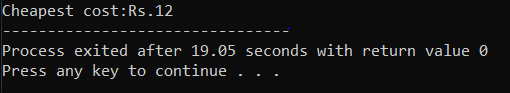 Cheapest cost:Rs.12
--------------------------------
Process exited after 19.05 seconds with return value 0
Press any key to continue . . .